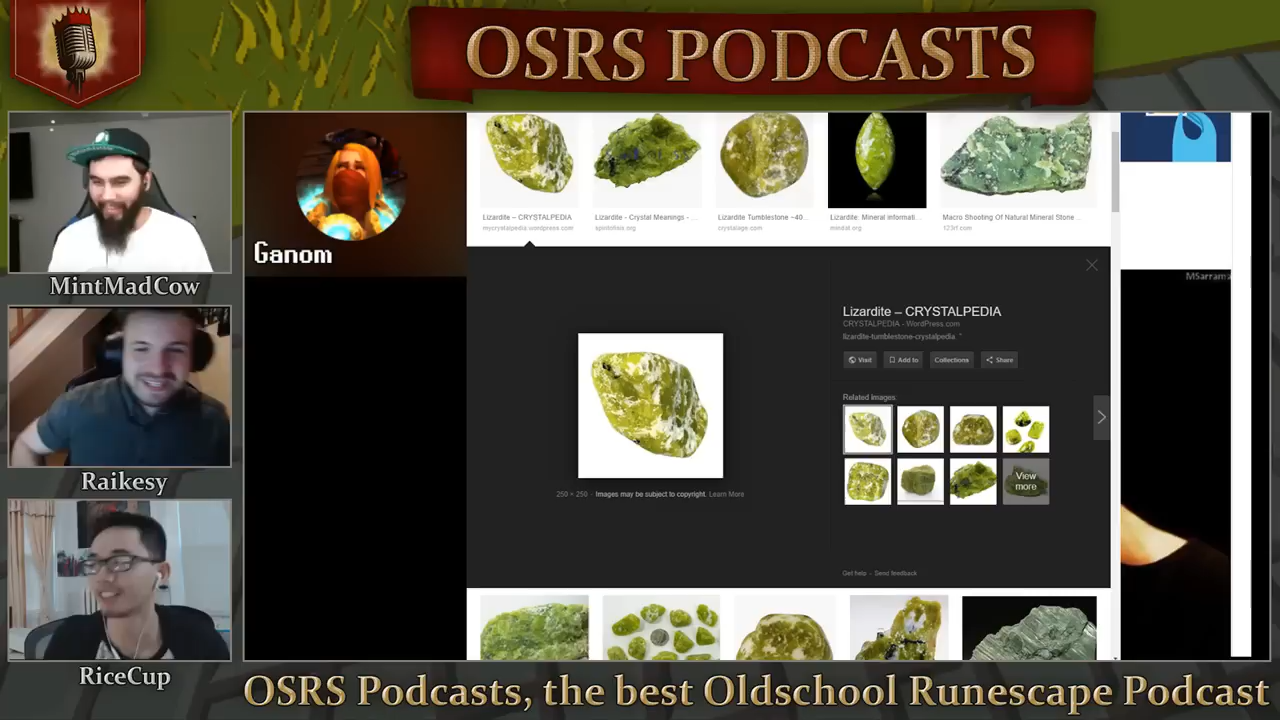 OSRS PODCASTS
MintMadCow
Raikesy
RiceCup
Ganom
Lizardite – CRYSTALPEDIA
mycrystalpedia.wordpress.com
Lizardite - Crystal Meanings - ...
spiritofisis.org
Lizardite Tumblestone ~40...
crystalage.com
Lizardite: Mineral informati...
mindat.org
Macro Shooting Of Natural Mineral Stone ...
123rf.com
MSarrams
Lizardite – CRYSTALPEDIA
CRYSTALPEDIA - WordPress.com
lizardite-tumblestone-crystalpedia
Visit
Add to
Collections
Share
Related images:
View
more
250 × 250 - Images may be subject to copyright. Learn More
Get help - Send feedback
OSRS Podcasts, the best Oldschool Runescape Podcast